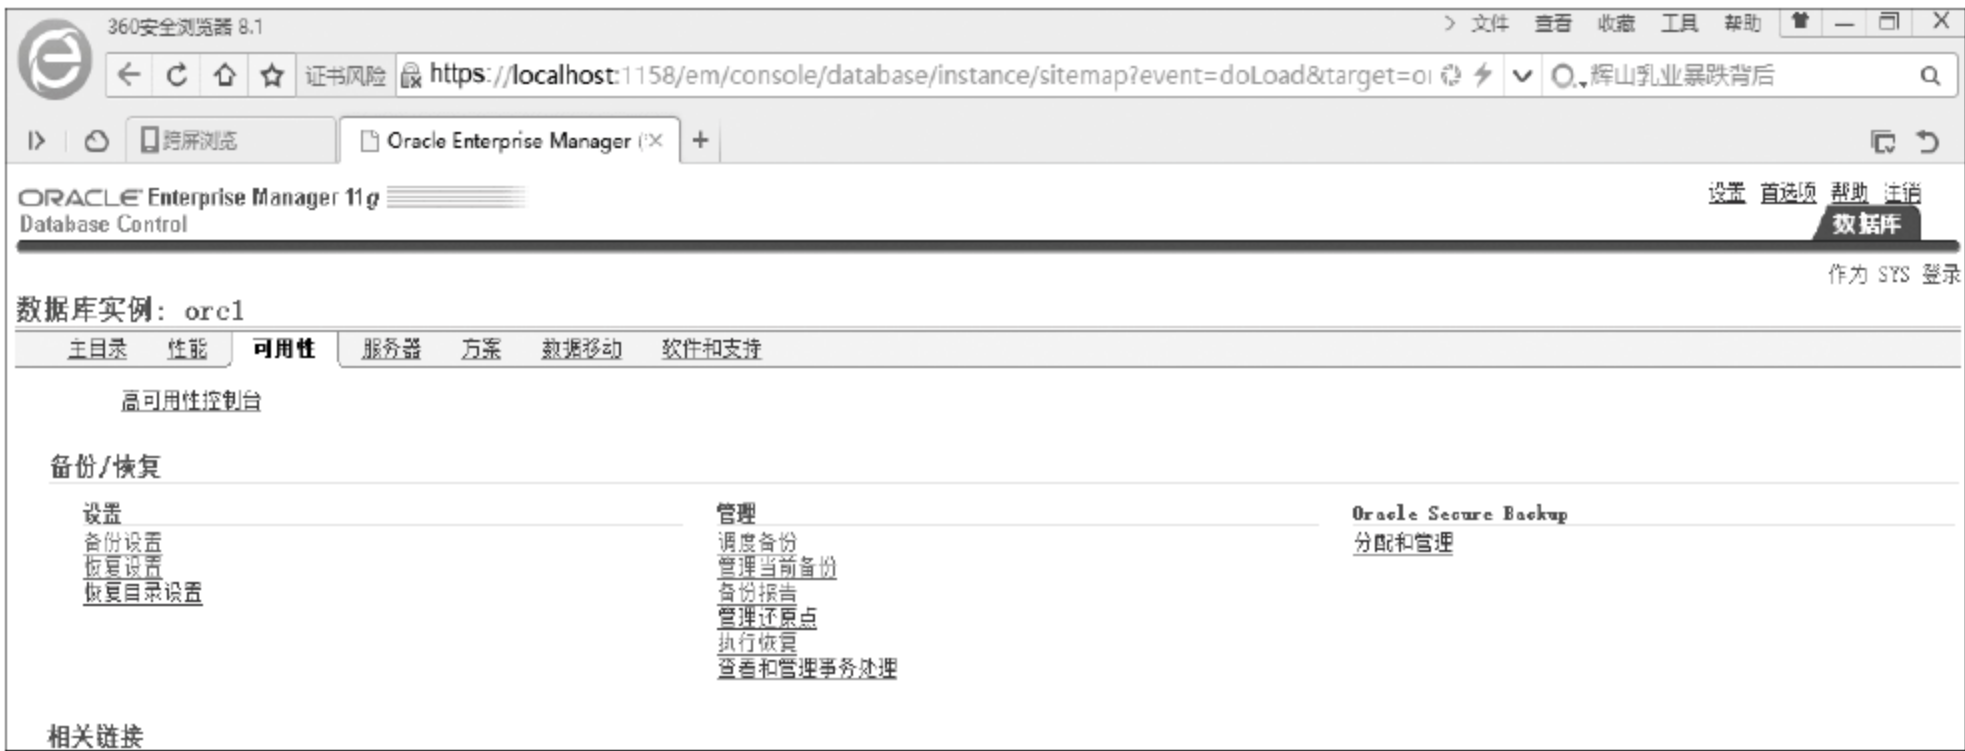 360安全浏览器 8.1
> 文件 查看 收藏 工具 帮助
证书风险 https://localhost:1158/em/console/database/instance/sitemap?event=doLoad&target=or 辉山乳业暴跌背后
跨屏浏览 Oracle Enterprise Manager (
ORACLE Enterprise Manager 11g
Database Control
设置 首选项 帮助 注销
数据库
作为 SYS 登录
数据库实例: orcl
主目录 性能 可用性 服务器 方案 数据移动 软件和支持
高可用性控制台
备份/恢复
设置 管理 Oracle Secure Backup
备份设置 调度备份 分配和管理
恢复设置 管理当前备份
恢复目录设置 备份报告
管理还原点
执行恢复
查看和管理事务处理
相关链接